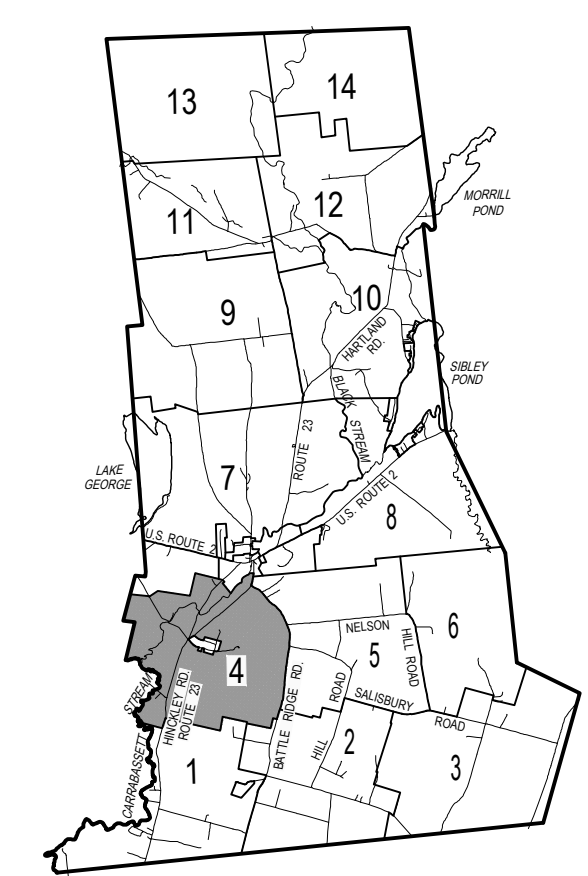 13
14
MORRILL
POND
11
12
9
10
HARTLAND
RD.
SIBLEY
POND
BLACK
STREAM
ROUTE 23
LAKE
GEORGE
7
U.S. ROUTE 2
8
U.S. ROUTE 2
NELSON
HILL ROAD
6
5
4
STREAM
CARRABASSETT
HINCKLEY RD.
ROUTE 23
BATTLE RIDGE RD.
HILL
ROAD
SALISBURY
ROAD
2
1
3